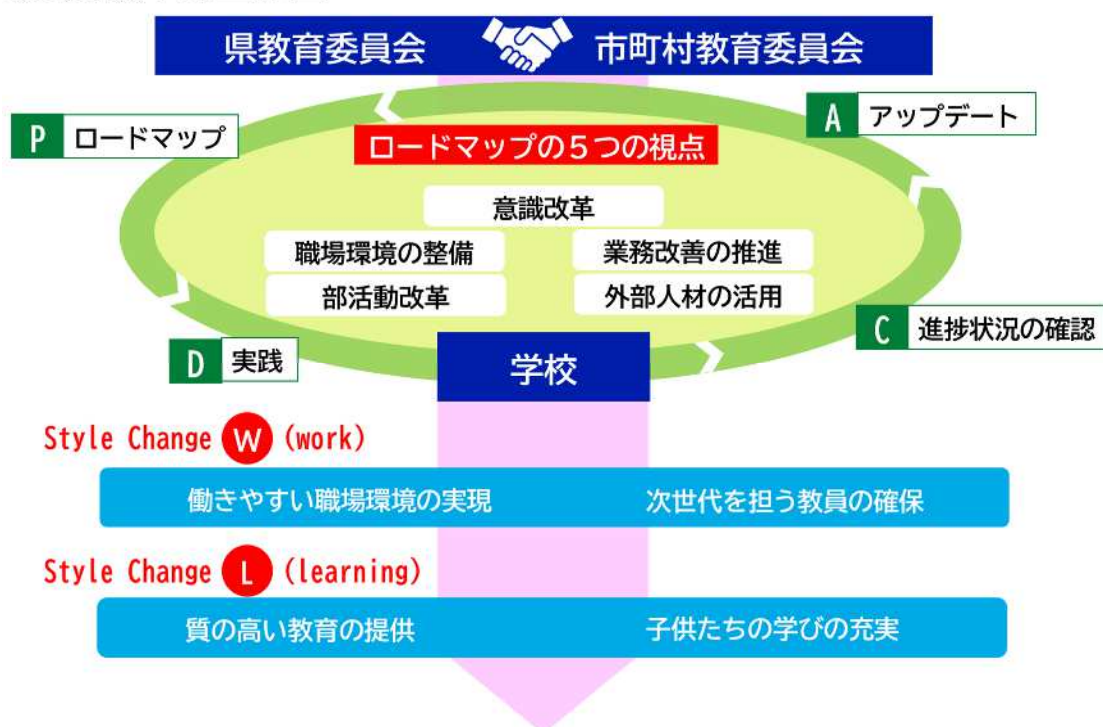 県教育委員会 市町村教育委員会
P ロードマップ
A アップデート
ロードマップの5つの視点
意識改革
職場環境の整備 業務改善の推進
部活動改革 外部人材の活用
D 実践
C 進捗状況の確認
学校
Style Change W (work)
働きやすい職場環境の実現 次世代を担う教員の確保
Style Change L (learning)
質の高い教育の提供 子供たちの学びの充実